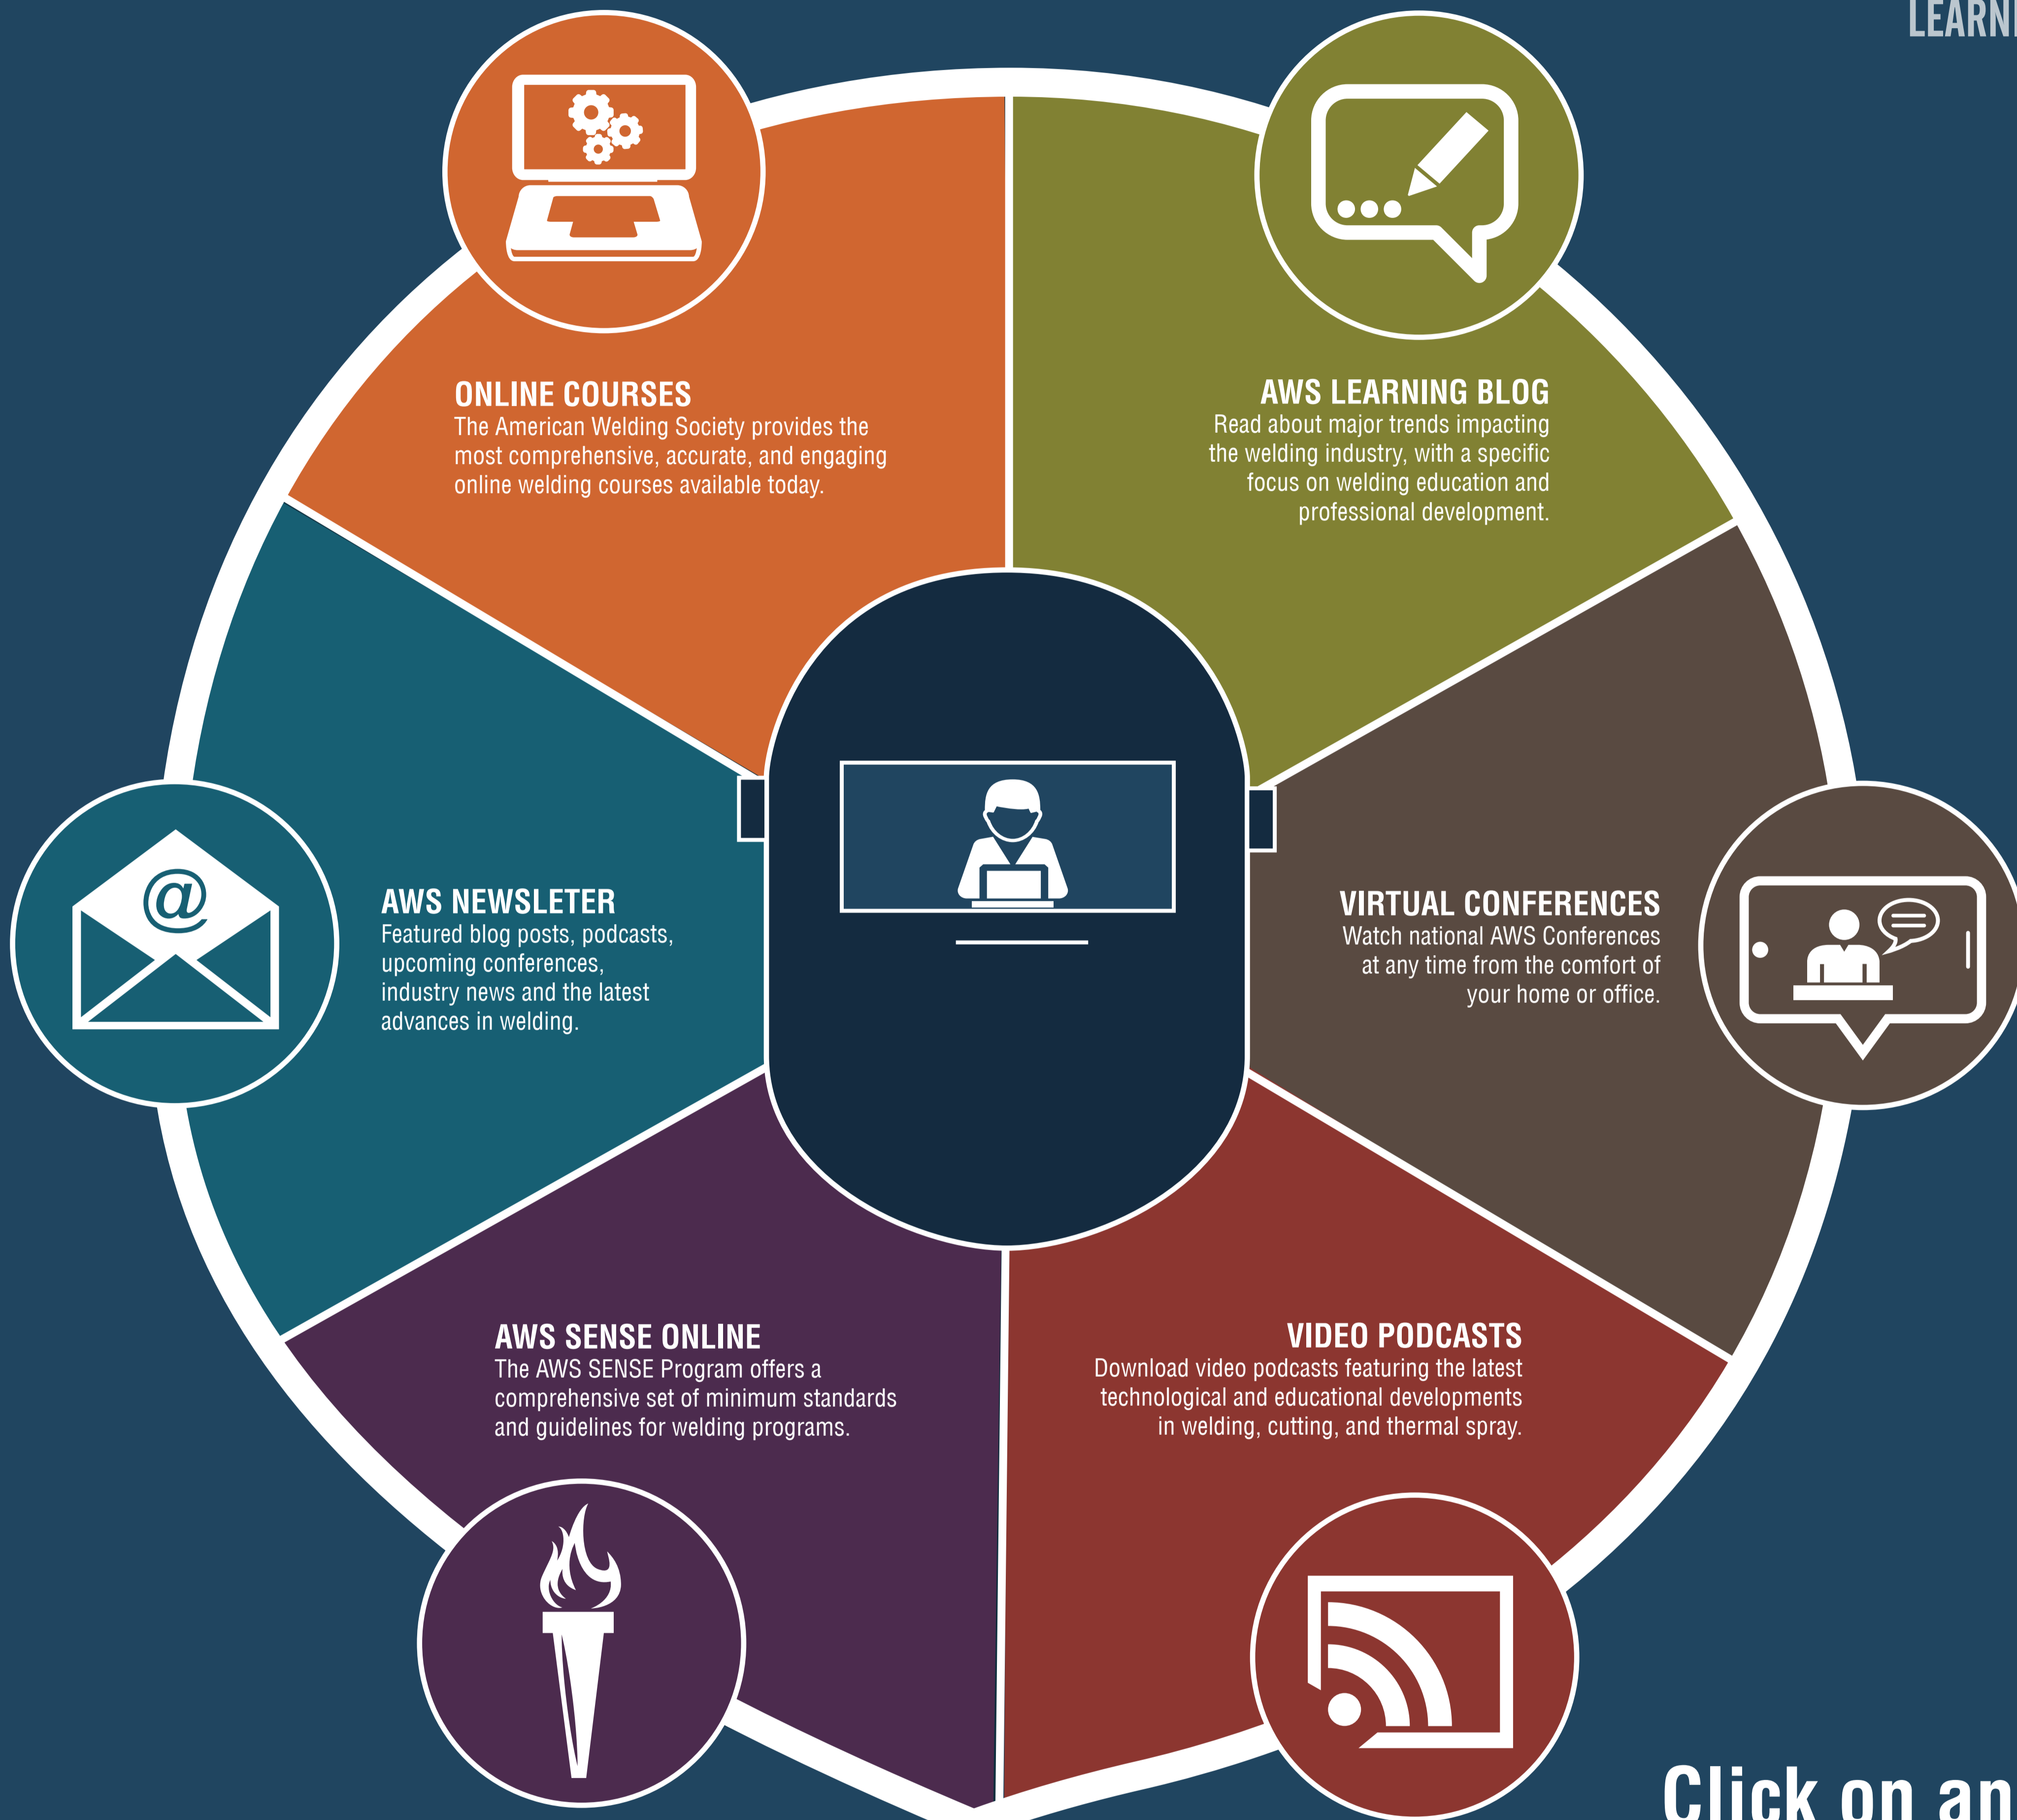 ONLINE COURSES
The American Welding Society provides the
most comprehensive, accurate, and engaging
online welding courses available today.
AWS LEARNING BLOG
Read about major trends impacting
the welding industry, with a specific
focus on welding education and
professional development.
AWS NEWSLETER
Featured blog posts, podcasts,
upcoming conferences,
industry news and the latest
advances in welding.
@
VIRTUAL CONFERENCES
Watch national AWS Conferences
at any time from the comfort of
your home or office.
AWS SENSE ONLINE
The AWS SENSE Program offers a
comprehensive set of minimum standards
and guidelines for welding programs.
VIDEO PODCASTS
Download video podcasts featuring the latest
technological and educational developments
in welding, cutting, and thermal spray.
Click on an